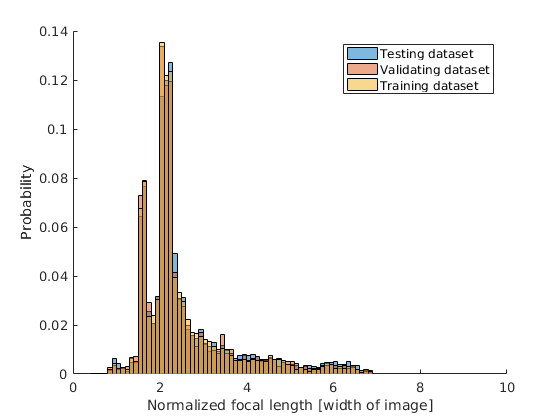 0.14
0.12
0.1
0.08
0.06
0.04
0.02
0
Probability
Testing dataset
Validating dataset
Training dataset
0 2 4 6 8 10
Normalized focal length [width of image]